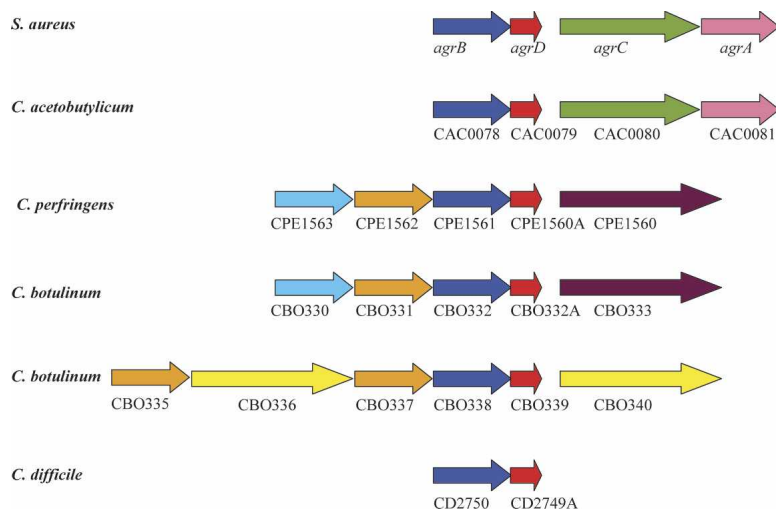 S. aureus
agrB agrD agrC agrA
C. acetobutylicum
CAC0078 CAC0079 CAC0080 CAC0081
C. perfringens
CPE1563 CPE1562 CPE1561 CPE1560A CPE1560
C. botulinum
CBO330 CBO331 CBO332 CBO332A CBO333
C. botulinum
CBO335 CBO336 CBO337 CBO338 CBO339 CBO340
C. difficile
CD2750 CD2749A